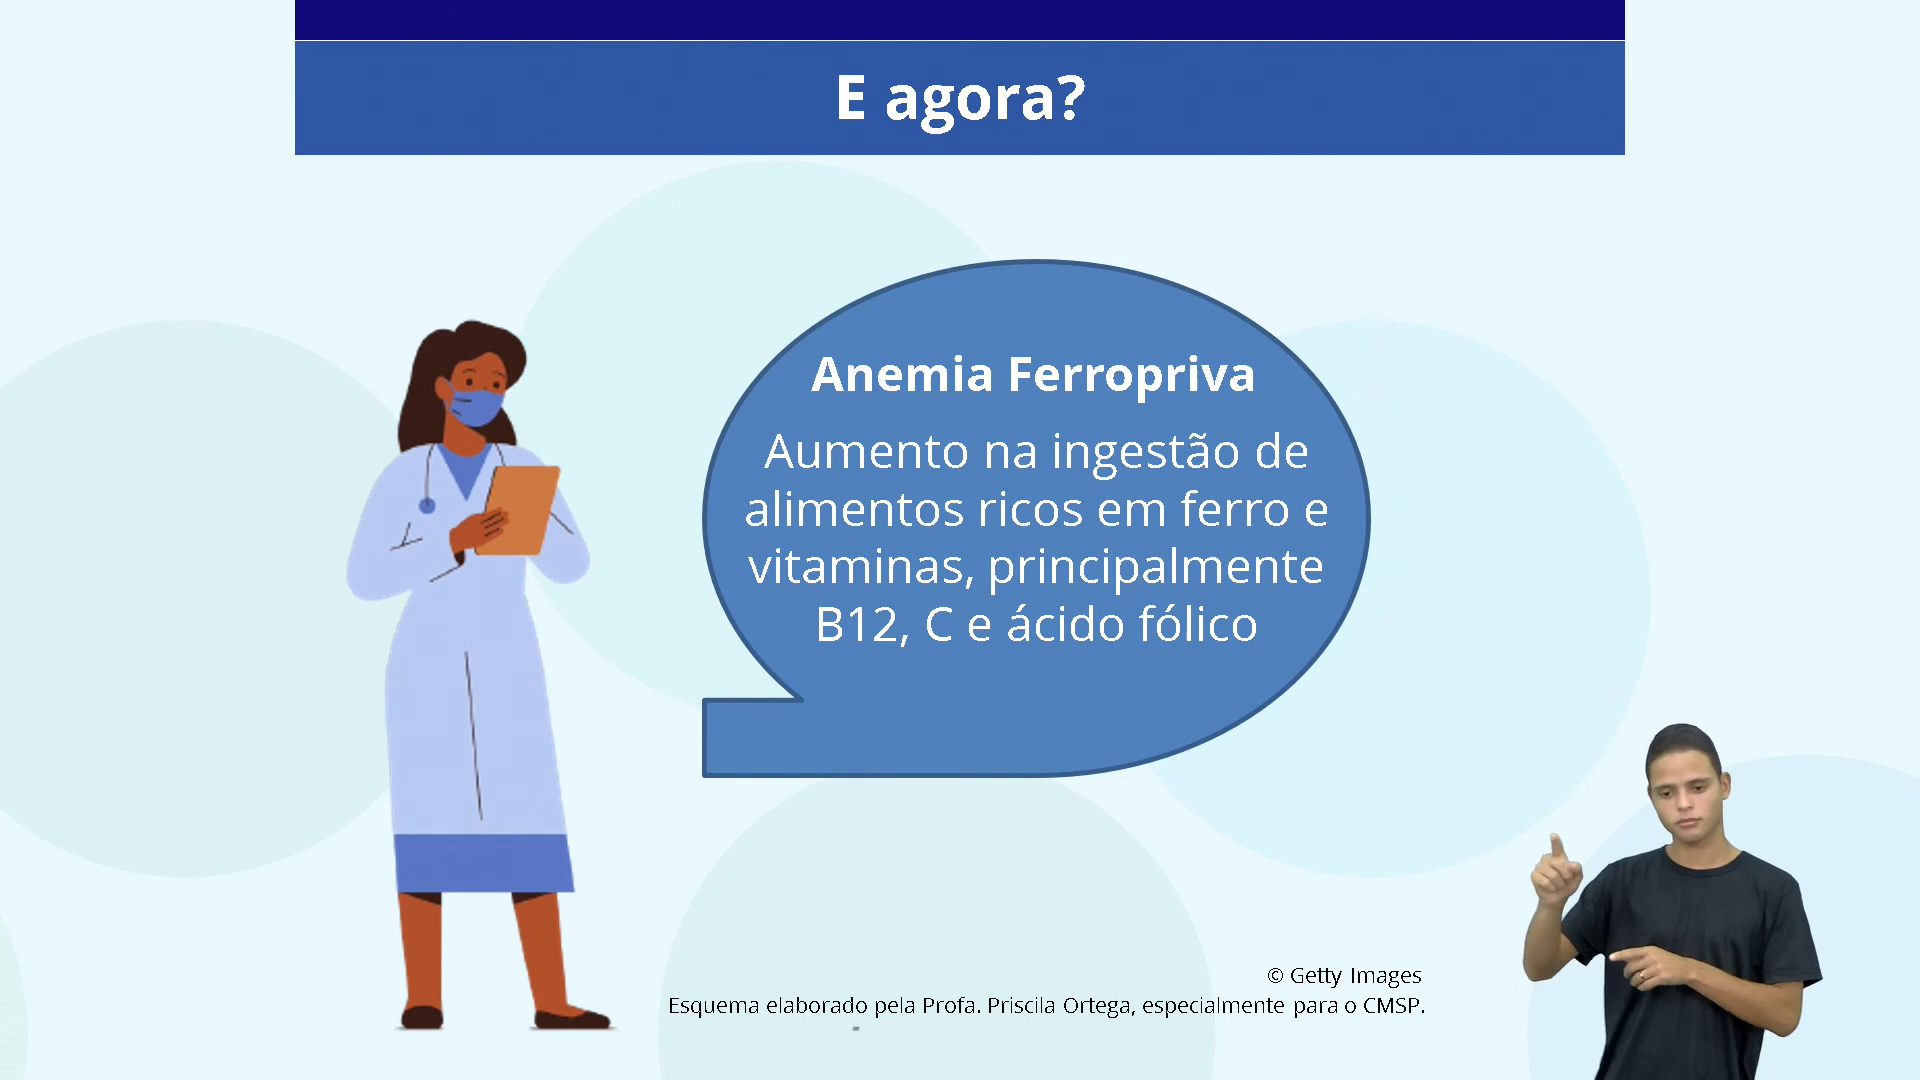 E agora?
Anemia Ferropriva
Aumento na ingestão de
alimentos ricos em ferro e
vitaminas, principalmente
B12, C e ácido fólico
© Getty Images
Esquema elaborado pela Profa. Priscila Ortega, especialmente para o CMSP.